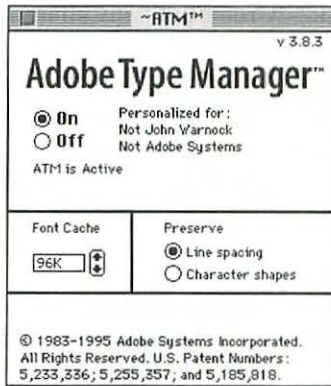 ~ATM™
v 3.8.3
Adobe Type Manager™
On
Off
Personalized for:
Not John Warnock
Not Adobe Systems
ATM is Active
Font Cache
96K
Preserve
Line spacing
Character shapes
© 1983-1995 Adobe Systems Incorporated.
All Rights Reserved. U.S. Patent Numbers:
5,233,336; 5,255,357; and 5,185,818.